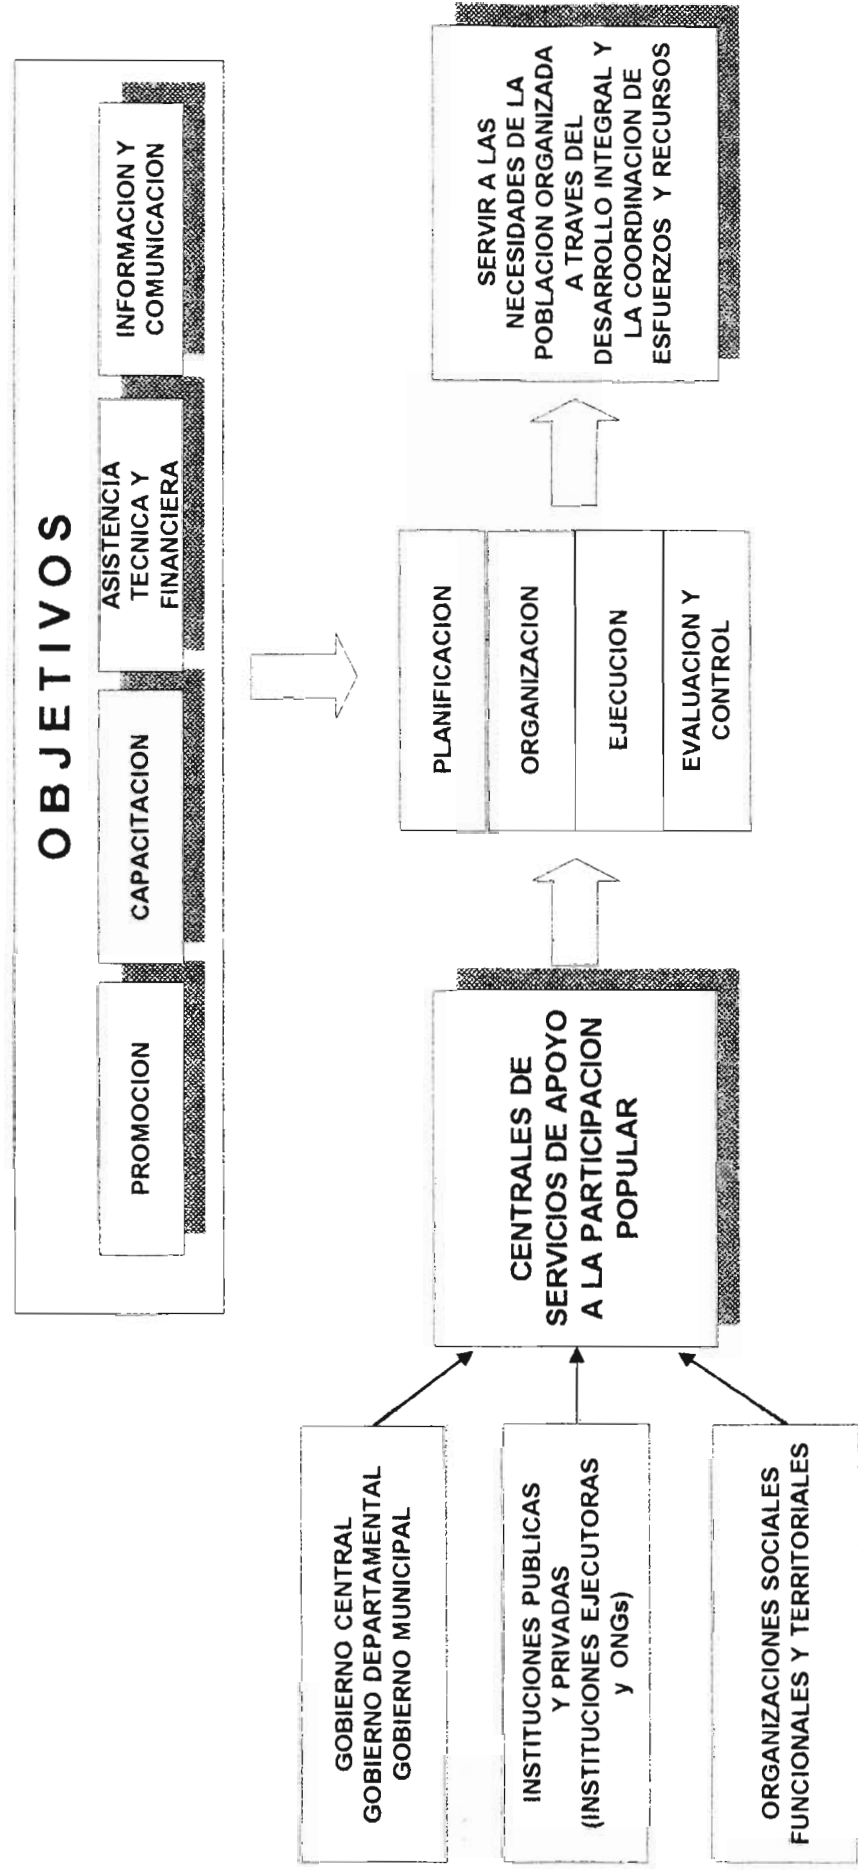 OBJETIVOS
PROMOCION
CAPACITACION
ASISTENCIA
TECNICA Y
FINANCIERA
INFORMACION Y
COMUNICACION
GOBIERNO CENTRAL
GOBIERNO DEPARTAMENTAL
GOBIERNO MUNICIPAL
INSTITUCIONES PUBLICAS
Y PRIVADAS
(INSTITUCIONES EJECUTORAS
y ONGs)
ORGANIZACIONES SOCIALES
FUNCIONALES Y TERRITORIALES
CENTRALES DE
SERVICIOS DE APOYO
A LA PARTICIPACION
POPULAR
PLANIFICACION
ORGANIZACION
EJECUCION
EVALUACION Y
CONTROL
SERVIR A LAS
NECESIDADES DE LA
POBLACION ORGANIZADA
A TRAVES DEL
DESARROLLO INTEGRAL Y
LA COORDINACION DE
ESFUERZOS Y RECURSOS